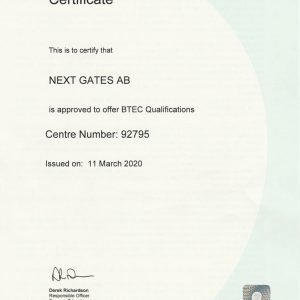 Certificate
This is to certify that
NEXT GATES AB
is approved to offer BTEC Qualifications
Centre Number: 92795
Issued on: 11 March 2020
Derek Richardson
Responsible Officer